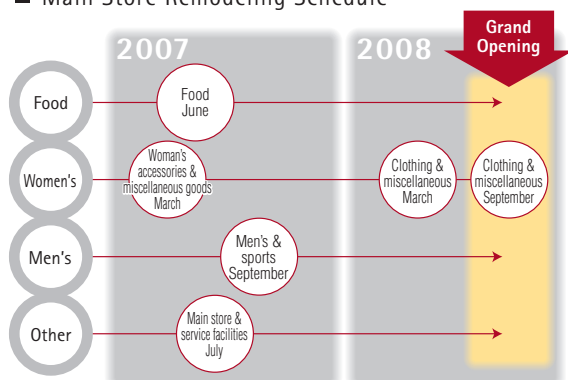 Main Store Remodeling Schedule
Grand
Opening
2007
2008
Food
Food
June
Women's
Woman's
accessories &
miscellaneous goods
March
Clothing &
miscellaneous
March
Clothing &
miscellaneous
September
Men's
Men's &
sports
September
Other
Main store &
service facilities
July